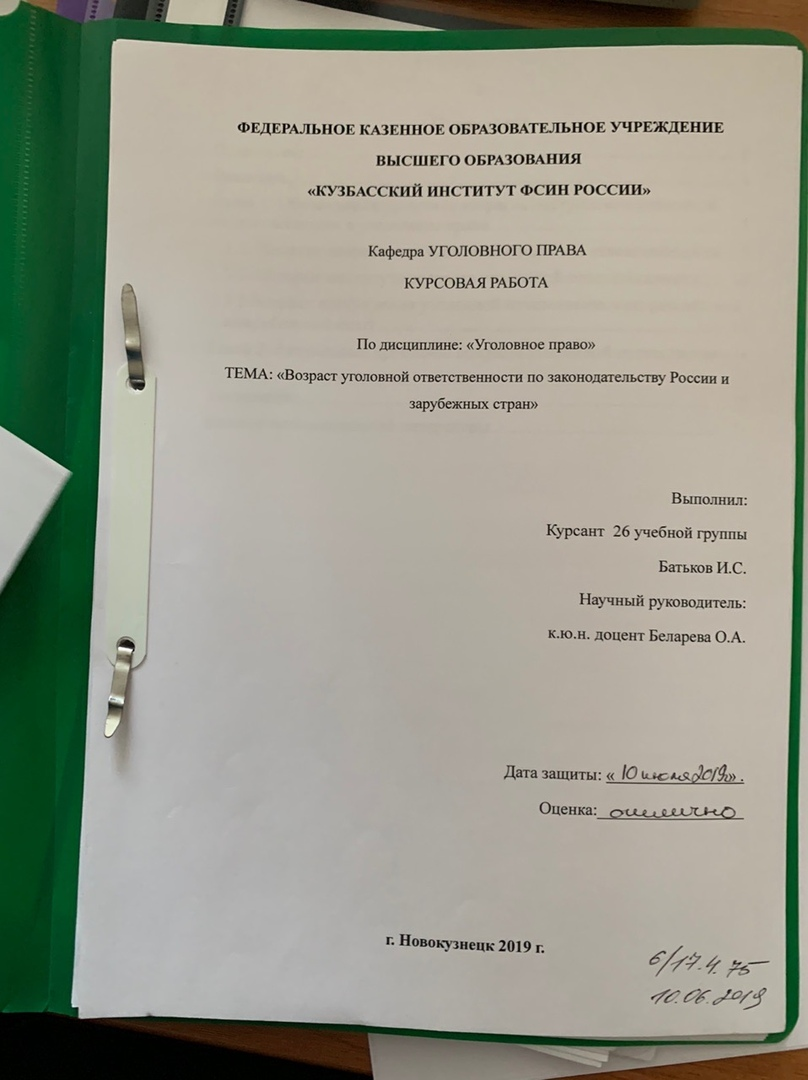 ФЕДЕРАЛЬНОЕ КАЗЕННОЕ ОБРАЗОВАТЕЛЬНОЕ УЧРЕЖДЕНИЕ
ВЫСШЕГО ОБРАЗОВАНИЯ
«КУЗБАССКИЙ ИНСТИТУТ ФСИН РОССИИ»
Кафедра УГОЛОВНОГО ПРАВА
КУРСОВАЯ РАБОТА
По дисциплине: «Уголовное право»
ТЕМА: «Возраст уголовной ответственности по законодательству России и
зарубежных стран»
Выполнил:
Курсант 26 учебной группы
Батьков И.С.
Научный руководитель:
к.ю.н. доцент Беларева О.А.
Дата защиты: « 10 июля 2019г» .
Оценка: отлично
г. Новокузнецк 2019 г.
6/17.4.75
10.06.2019